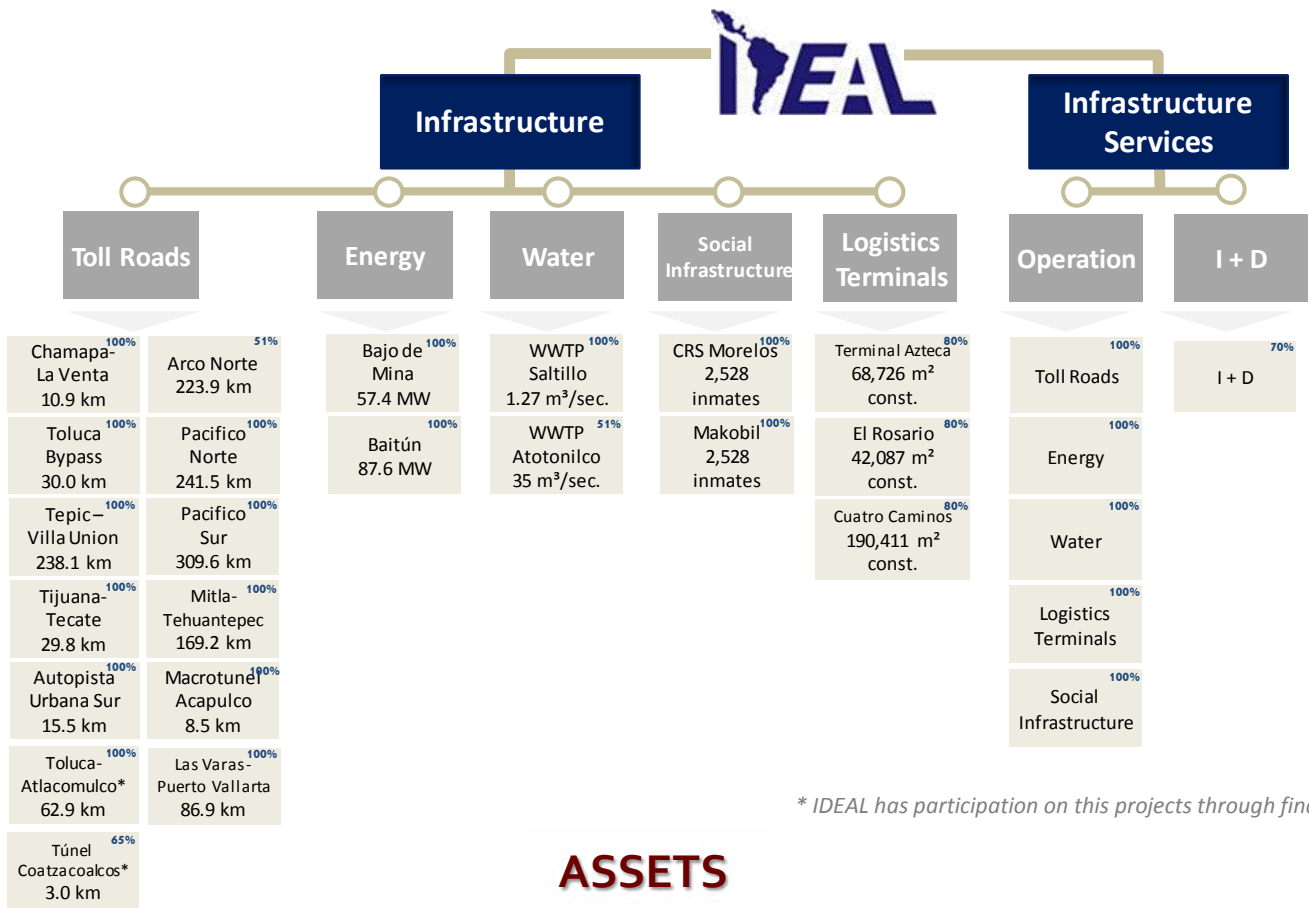 IDEAL
Infrastructure
Infrastructure
Services
Toll Roads
Energy
Water
Social
Infrastructure
Logistics
Terminals
Operation
I + D
100%
Chamapa-
La Venta
10.9 km
51%
Arco Norte
223.9 km
100%
Toluca
Bypass
30.0 km
100%
Pacifico
Norte
241.5 km
100%
Tepic–
Villa Union
238.1 km
100%
Pacifico
Sur
309.6 km
100%
Tijuana-
Tecate
29.8 km
100%
Mitla-
Tehuantepec
169.2 km
100%
Autopista
Urbana Sur
15.5 km
100%
Macrotunel
Acapulco
8.5 km
100%
Toluca-
Atlacomulco*
62.9 km
100%
Las Varas-
Puerto Vallarta
86.9 km
65%
Túnel
Coatzacoalcos*
3.0 km
100%
Bajo de
Mina
57.4 MW
100%
Baitún
87.6 MW
100%
WWTP
Saltillo
1.27 m³/sec.
51%
WWTP
Atotonilco
35 m³/sec.
100%
CRS Morelos
2,528
inmates
100%
Makobil
2,528
inmates
80%
Terminal Azteca
68,726 m²
const.
80%
El Rosario
42,087 m²
const.
80%
Cuatro Caminos
190,411 m²
const.
100%
Toll Roads
100%
Energy
100%
Water
100%
Logistics
Terminals
100%
Social
Infrastructure
70%
I + D
* IDEAL has participation on this projects through
ASSETS